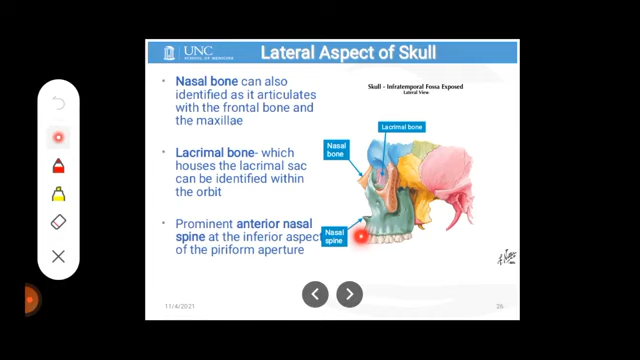 UNC
SCHOOL OF MEDICINE
Lateral Aspect of Skull
Nasal bone can also
identified as it articulates
with the frontal bone and
the maxillae
Lacrimal bone- which
houses the lacrimal sac
can be identified within
the orbit
Prominent anterior nasal
spine at the inferior aspect
of the piriform aperture
Skull - Infratemporal Fossa Exposed
Lateral View
Lacrimal bone
Nasal
bone
Nasal
spine
11/4/2021
26